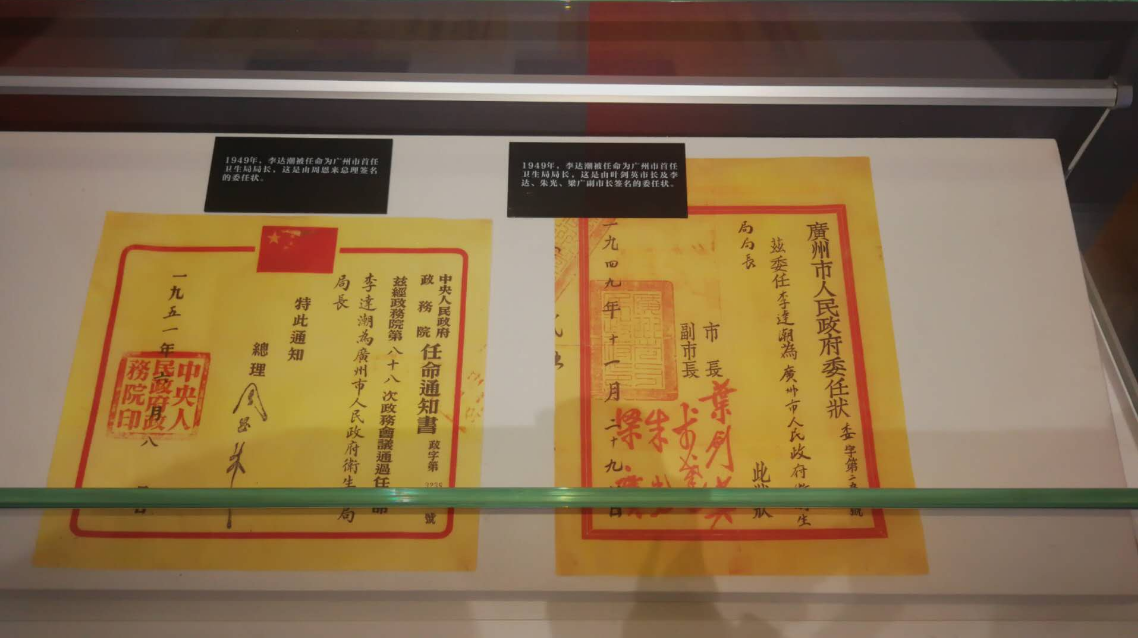 1949年，李达潮被任命为广州市首任
卫生局局长，这是由周恩来总理签名
的委任状。
1949年，李达潮被任命为广州市首任
卫生局局长，这是由叶剑英市长及李
达、朱光、梁广副市长签名的委任状。
中央人民政府
政務院
任命通知書
政字第
號
茲經政務院第八十八次政務會議通過任命
李達潮為廣州市人民政府衛生局
局長
特此通知
總理
周恩來
一九五一年
月
八
日
中央人
民政府政
務院印
廣州市人民政府委任狀
委字第
號
茲委任李達潮為廣州市人民政府衛生
局局長
此狀
市長
葉劍英
副市長
朱光
梁廣
一九四九年十一月二十九日